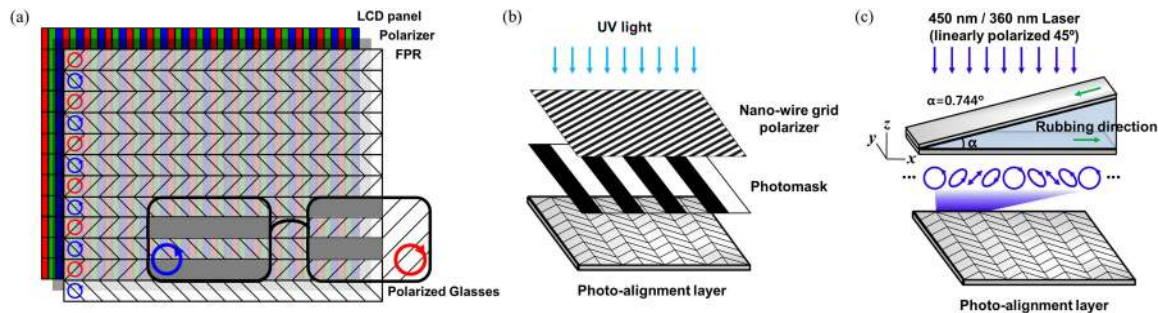 (a)
LCD panel
Polarizer
FPR
Polarized Glasses
(b)
UV light
Nano-wire grid
polarizer
Photomask
Photo-alignment layer
(c)
450 nm / 360 nm Laser
(linearly polarized 45º)
α=0.744º
Rubbing direction
α
z
y
x
...
...
Photo-alignment layer